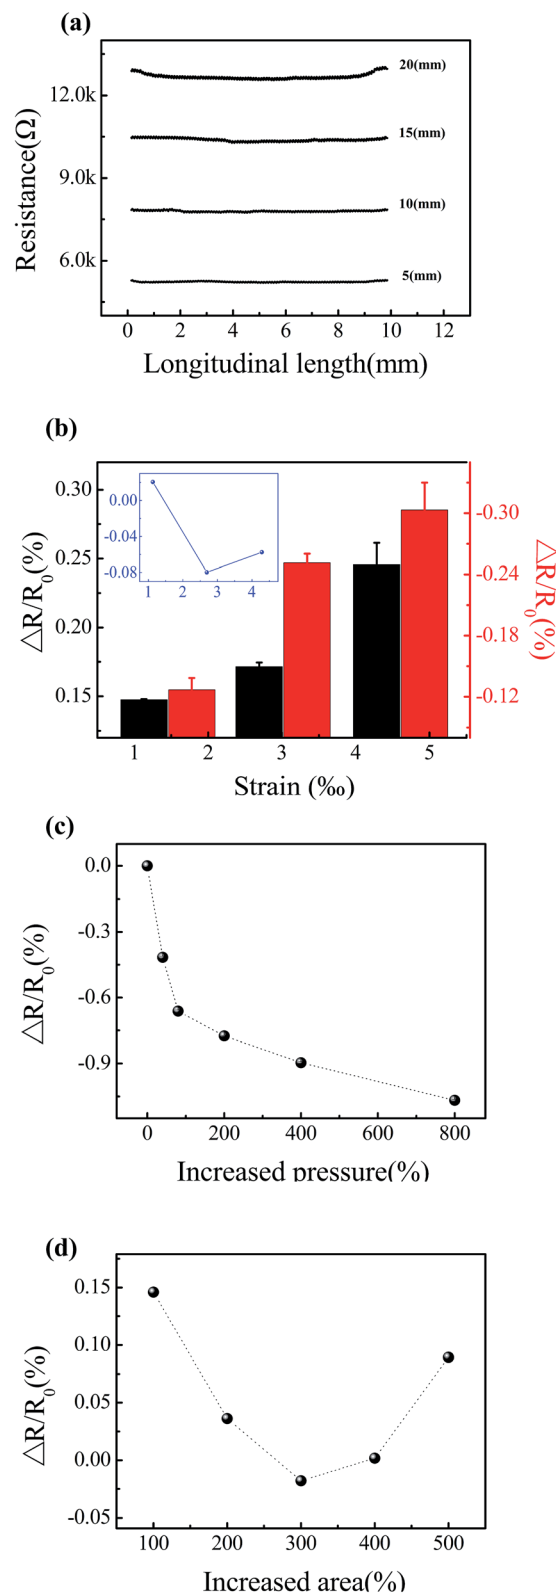 (a)
Resistance(Ω)
12.0k
9.0k
6.0k
20(mm)
15(mm)
10(mm)
5(mm)
0 2 4 6 8 10 12
Longitudinal length(mm)
(b)
△R/R0(%)
0.30
0.25
0.20
0.15
0.00
-0.04
-0.08
1 2 3 4
-0.30
-0.24
-0.18
-0.12
△R/R0(%)
1 2 3 4 5
Strain (‰)
(c)
△R/R0(%)
0.0
-0.3
-0.6
-0.9
0 200 400 600 800
Increased pressure(%)
(d)
△R/R0(%)
0.15
0.10
0.05
0.00
-0.05
100 200 300 400 500
Increased area(%)